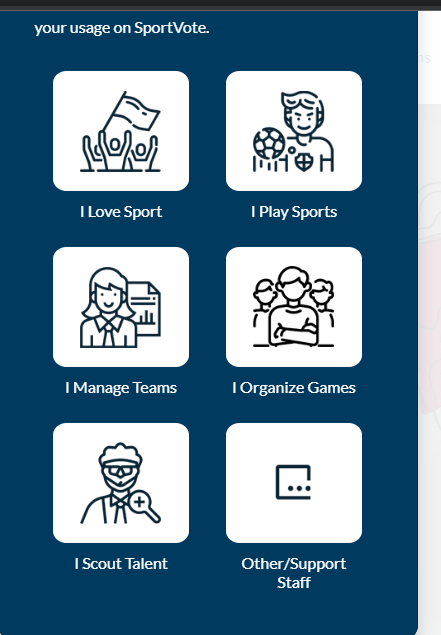 your usage on SportVote.
I Love Sport
I Play Sports
I Manage Teams
I Organize Games
I Scout Talent
Other/Support
Staff